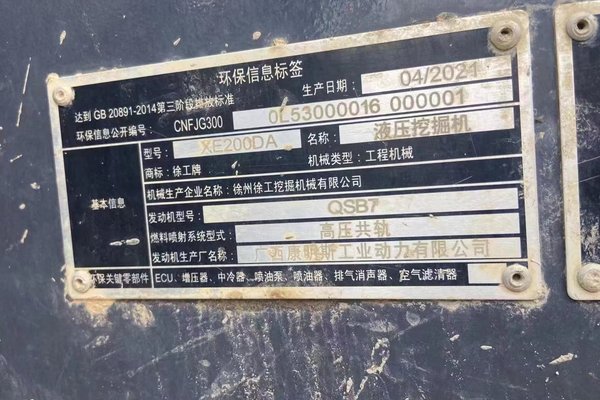 环保信息标签
达到 GB 20891-2014第三阶段排放标准
生产日期: 04/2021
环保信息公开编号: CNFJG300 0L53000016 000001
型号: XE200DA 名称: 液压挖掘机
商标: 徐工牌 机械类型: 工程机械
基本信息
机械生产企业名称: 徐州徐工挖掘机械有限公司
发动机型号: QSB7
燃料喷射系统型式: 高压共轨
发动机生产厂名称: 广西康明斯工业动力有限公司
环保关键零部件 ECU、增压器、中冷器、喷油泵、喷油器、排气消声器、空气滤清器